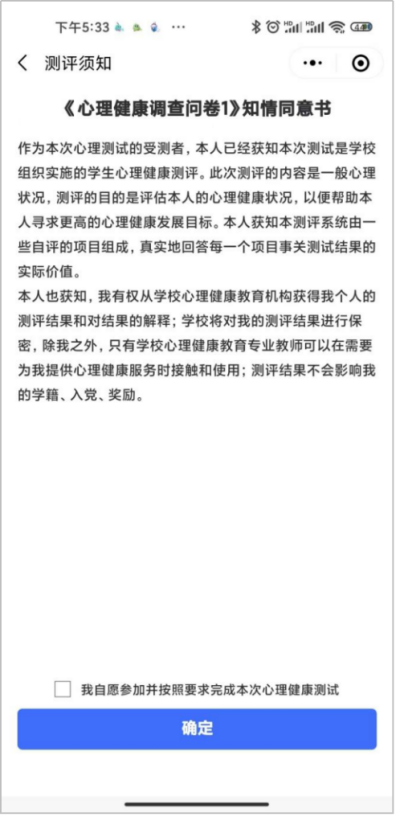 下午5:33
测评须知
《心理健康调查问卷1》知情同意书
作为本次心理测试的受测者，本人已经获知本次测试是学校
组织实施的学生心理健康测评。此次测评的内容是一般心理
状况，测评的目的是评估本人的心理健康状况，以便帮助本
人寻求更高的心理健康发展目标。本人获知本测评系统由一
些自评的项目组成，真实地回答每一个项目事关测试结果的
实际价值。
本人也获知，我有权从学校心理健康教育机构获得我个人的
测评结果和对结果的解释；学校将对我的测评结果进行保
密，除我之外，只有学校心理健康教育专业教师可以在需要
为我提供心理健康服务时接触和使用；测评结果不会影响我
的学籍、入党、奖励。
我自愿参加并按照要求完成本次心理健康测试
确定